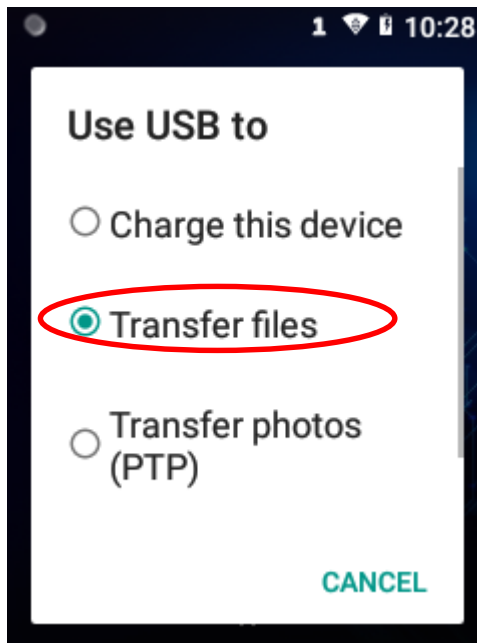 1 10:28
Use USB to
Charge this device
Transfer files
Transfer photos
(PTP)
CANCEL